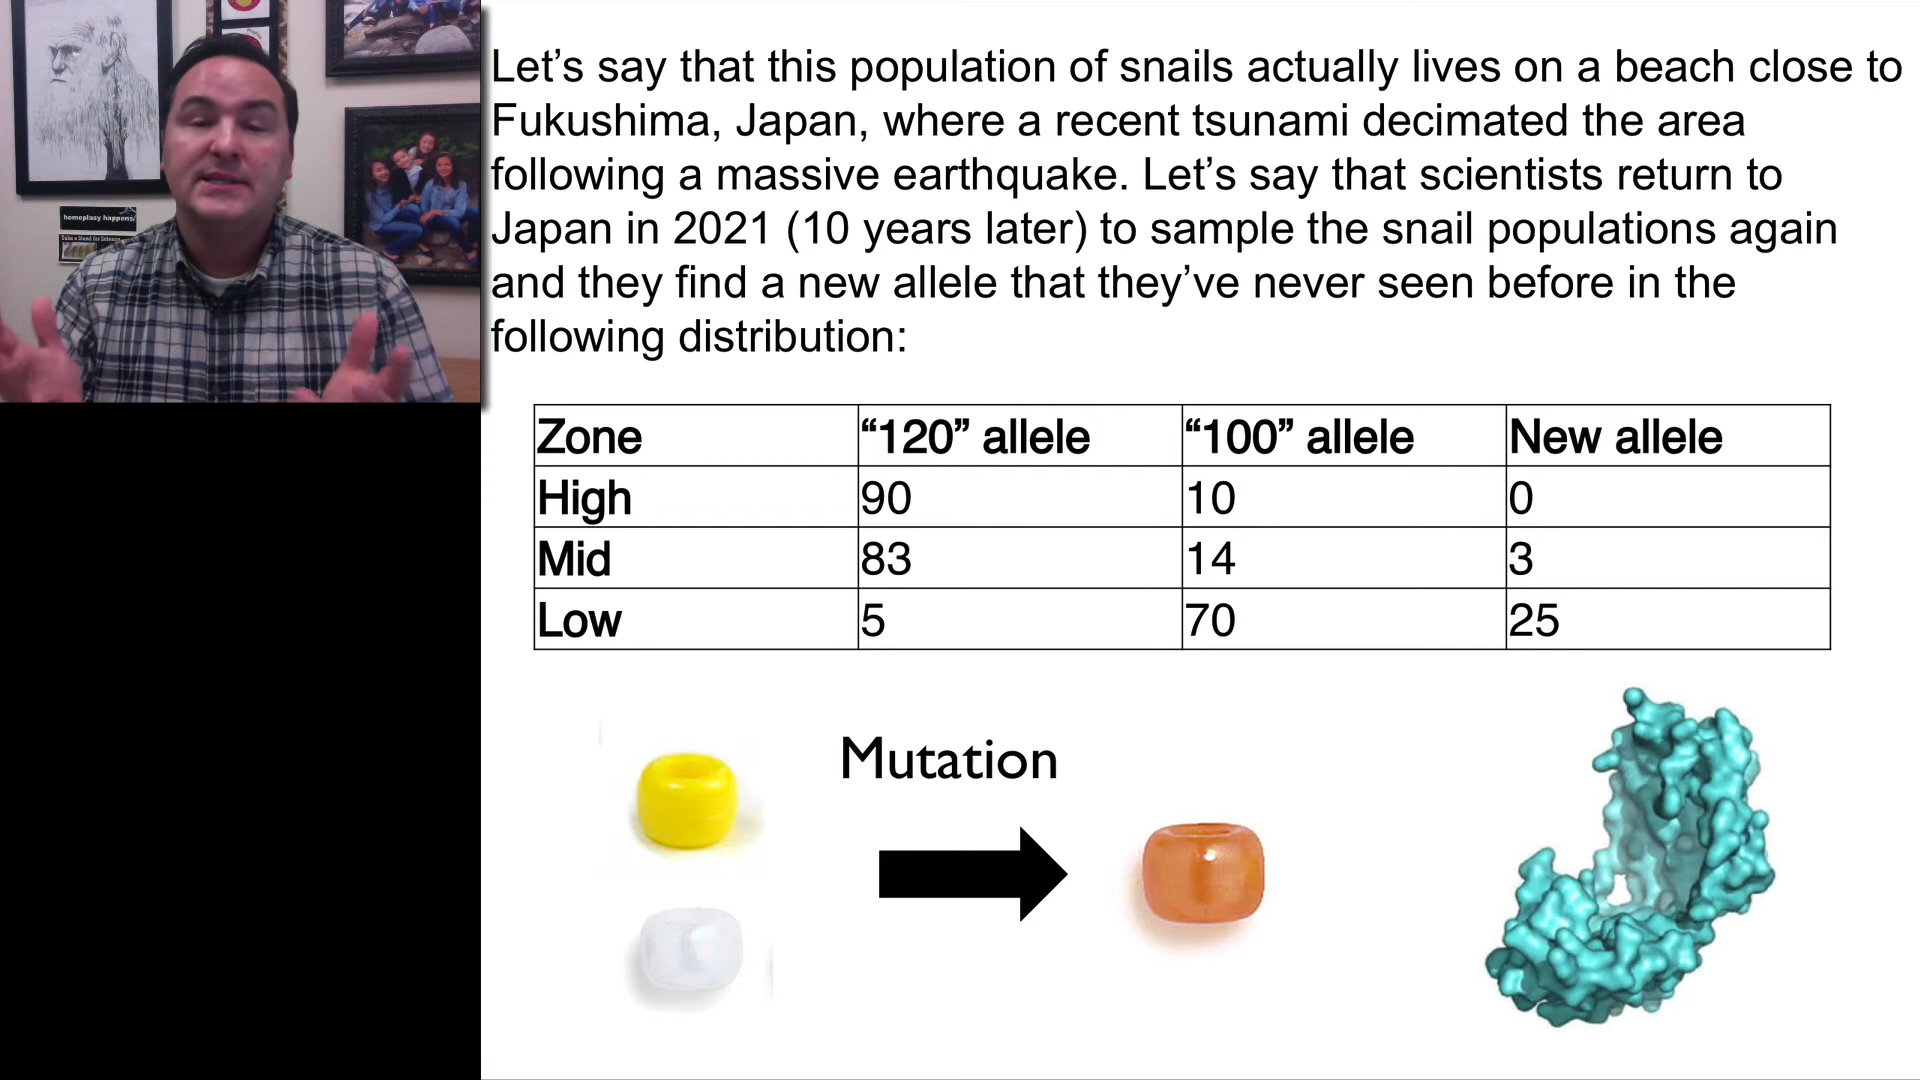 homoplasy happens
Take a Stand for Science
Let’s say that this population of snails actually lives on a beach close to
Fukushima, Japan, where a recent tsunami decimated the area
following a massive earthquake. Let’s say that scientists return to
Japan in 2021 (10 years later) to sample the snail populations again
and they find a new allele that they’ve never seen before in the
following distribution:
Zone “120” allele “100” allele New allele
High 90 10 0
Mid 83 14 3
Low 5 70 25
Mutation